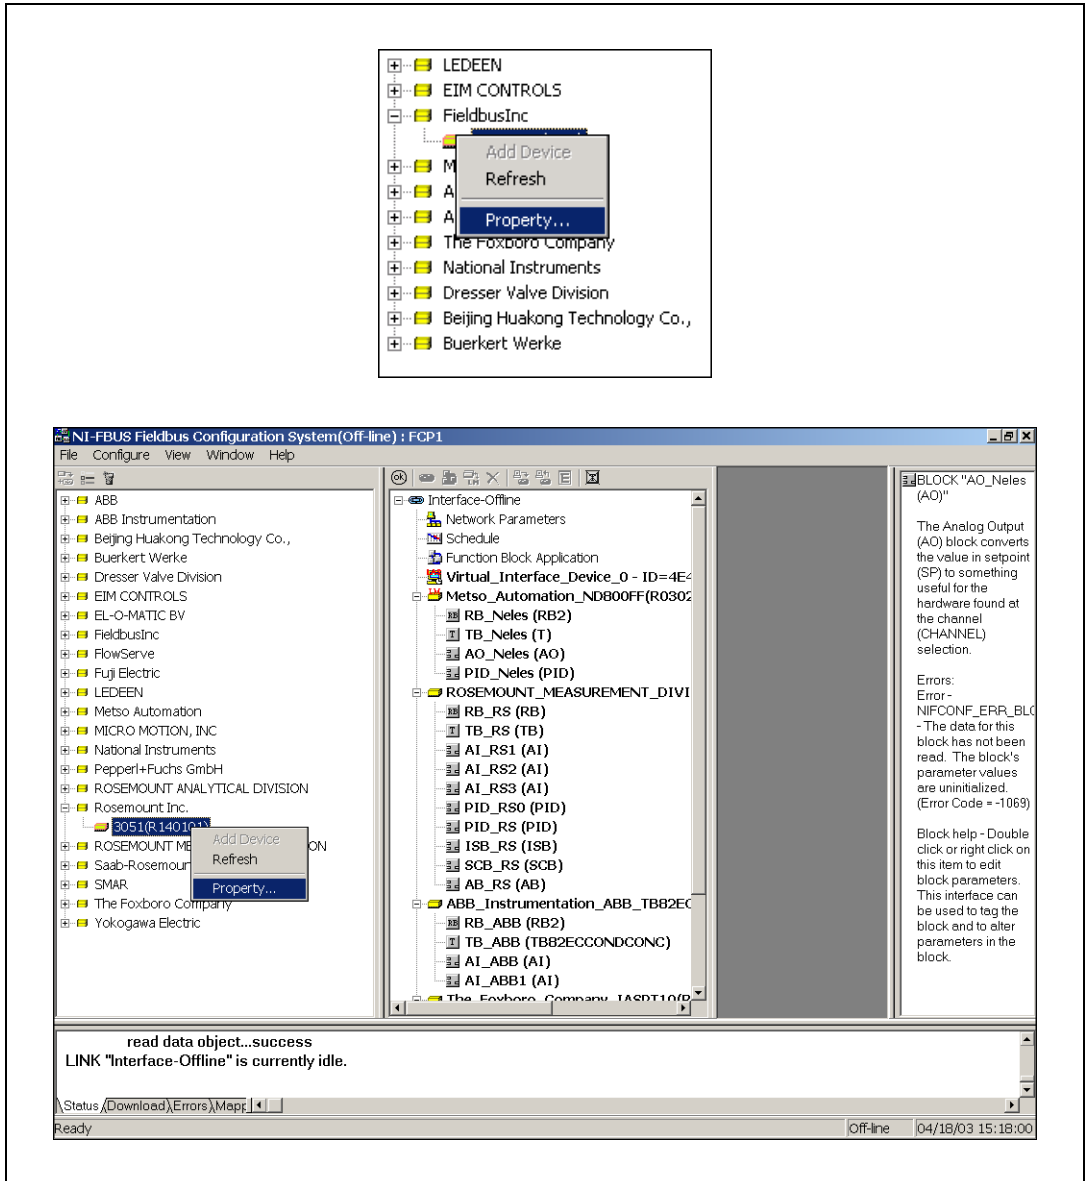 LEDEEN
EIM CONTROLS
FieldbusInc
Add Device
M
Refresh
A
A
Property...
The Foxboro Company
National Instruments
Dresser Valve Division
Beijing Huakong Technology Co.,
Buerkert Werke
NI-FBUS Fieldbus Configuration System(Off-line) : FCP1
File Configure View Window Help
ABB
ABB Instrumentation
Beijing Huakong Technology Co.,
Buerkert Werke
Dresser Valve Division
EIM CONTROLS
EL-O-MATIC BV
FieldbusInc
FlowServe
Fuji Electric
LEDEEN
Metso Automation
MICRO MOTION, INC
National Instruments
Pepperl+Fuchs GmbH
ROSEMOUNT ANALYTICAL DIVISION
Rosemount Inc.
3051(R140101)
Add Device
ROSEMOUNT ME
ON
Refresh
Saab-Rosemour
SMAR
Property...
The Foxboro Company
Yokogawa Electric
Interface-Offline
Network Parameters
Schedule
Function Block Application
Virtual_Interface_Device_0 - ID=4E4
Metso_Automation_ND800FF(R0302
RB_Neles (RB2)
TB_Neles (T)
AO_Neles (AO)
PID_Neles (PID)
ROSEMOUNT_MEASUREMENT_DIVI
RB_RS (RB)
TB_RS (TB)
AI_RS1 (AI)
AI_RS2 (AI)
AI_RS3 (AI)
PID_RS0 (PID)
PID_RS (PID)
ISB_RS (ISB)
SCB_RS (SCB)
AB_RS (AB)
ABB_Instrumentation_ABB_TB82EC
RB_ABB (RB2)
TB_ABB (TB82ECCONDCONC)
AI_ABB (AI)
AI_ABB1 (AI)
The_Foxboro_Company_IASPT10(R
BLOCK "AO_Neles
(AO)"
The Analog Output
(AO) block converts
the value in setpoint
(SP) to something
useful for the
hardware found at
the channel
(CHANNEL)
selection.
Errors:
Error -
NIFCONF_ERR_BLO
- The data for this
block has not been
read. The block's
parameter values
are uninitialized.
(Error Code = -1069)
Block help - Double
click or right click on
this item to edit
block parameters.
This interface can
be used to tag the
block and to alter
parameters in the
block.
read data object...success
LINK "Interface-Offline" is currently idle.
Status Download Errors Mapp
Ready
Off-line 04/18/03 15:18:00